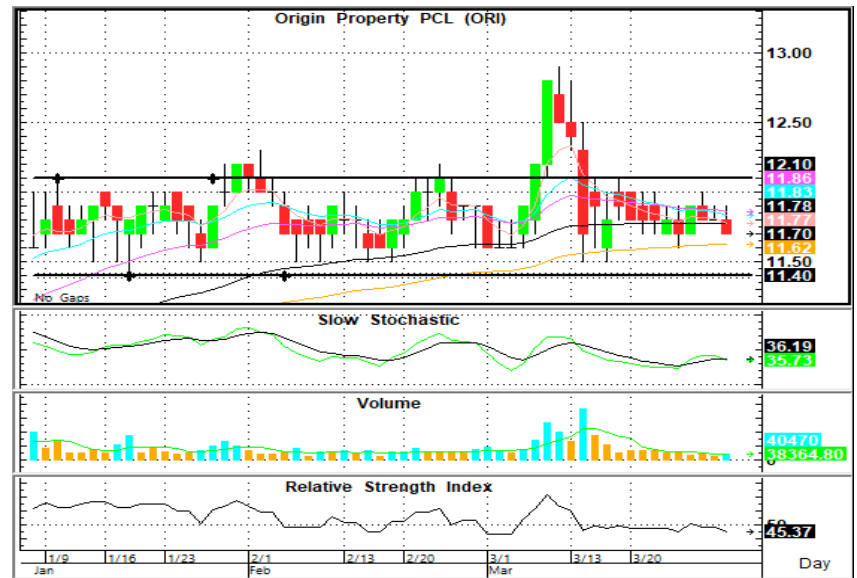 Origin Property PCL (ORI)
13.00
12.50
12.10
11.86
11.83
11.78
11.77
11.70
11.62
11.50
11.40
No Gaps
Slow Stochastic
36.19
35.73
Volume
40470
38364.80
0
Relative Strength Index
50
45.37
1/9 1/16 1/23 2/1 2/13 2/20 3/1 3/13 3/20
Jan Feb Mar Day